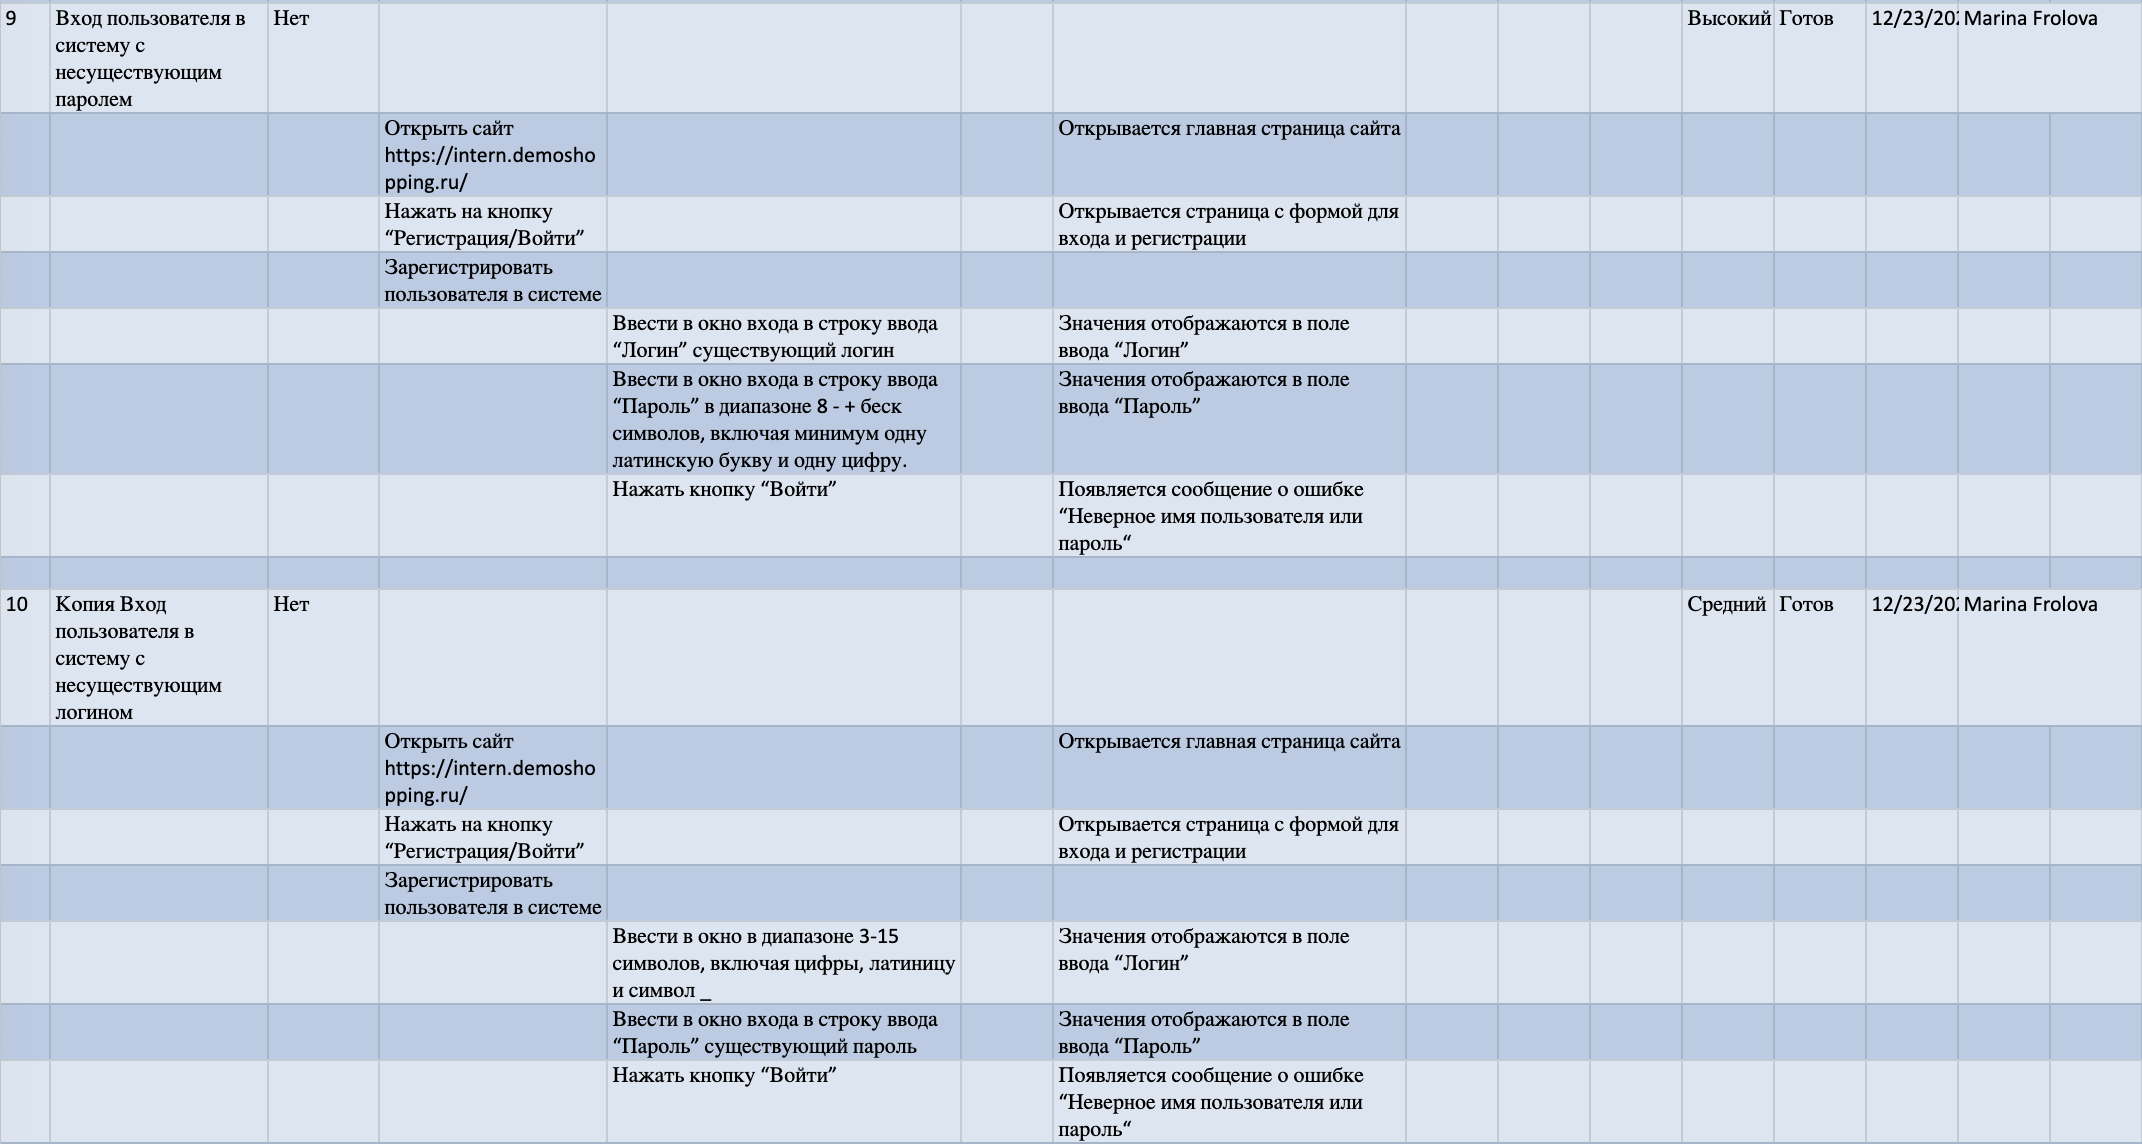 9 Вход пользователя в Нет Высокий Готов 12/23/202 Marina Frolova
систему с
несуществующим
паролем
Открыть сайт Открывается главная страница сайта
https://intern.demosho
pping.ru/
Нажать на кнопку Открывается страница с формой для
“Регистрация/Войти” входа и регистрации
Зарегистрировать
пользователя в системе
Ввести в окно входа в строку ввода Значения отображаются в поле
“Логин” существующий логин ввода “Логин”
Ввести в окно входа в строку ввода Значения отображаются в поле
“Пароль” в диапазоне 8 - + беск ввода “Пароль”
символов, включая минимум одну
латинскую букву и одну цифру.
Нажать кнопку “Войти” Появляется сообщение о ошибке
“Неверное имя пользователя или
пароль“
10 Копия Вход Нет Средний Готов 12/23/202 Marina Frolova
пользователя в
систему с
несуществующим
логином
Открыть сайт Открывается главная страница сайта
https://intern.demosho
pping.ru/
Нажать на кнопку Открывается страница с формой для
“Регистрация/Войти” входа и регистрации
Зарегистрировать
пользователя в системе
Ввести в окно в диапазоне 3-15 Значения отображаются в поле
символов, включая цифры, латиницу ввода “Логин”
и символ _
Ввести в окно входа в строку ввода Значения отображаются в поле
“Пароль” существующий пароль ввода “Пароль”
Нажать кнопку “Войти” Появляется сообщение о ошибке
“Неверное имя пользователя или
пароль“